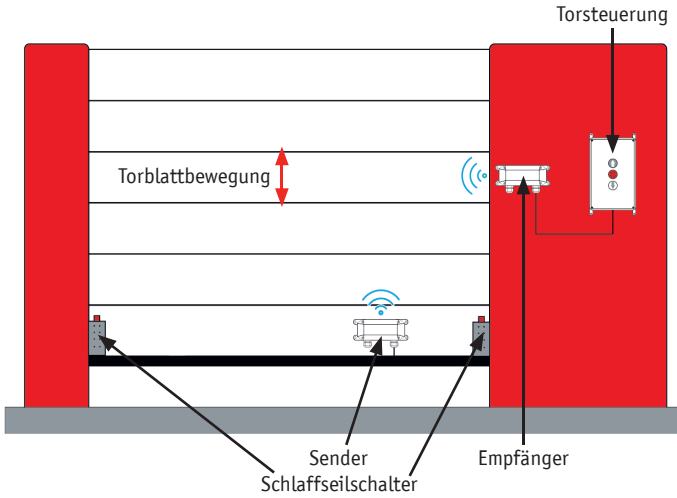 Torsteuerung
Torblattbewegung
Sender
Empfänger
Schlaffseilschalter